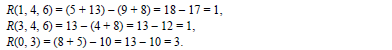 R(1, 4, 6) = (5 + 13) – (9 + 8) = 18 – 17 = 1,
R(3, 4, 6) = 13 – (4 + 8) = 13 – 12 = 1,
R(0, 3) = (8 + 5) – 10 = 13 – 10 = 3.